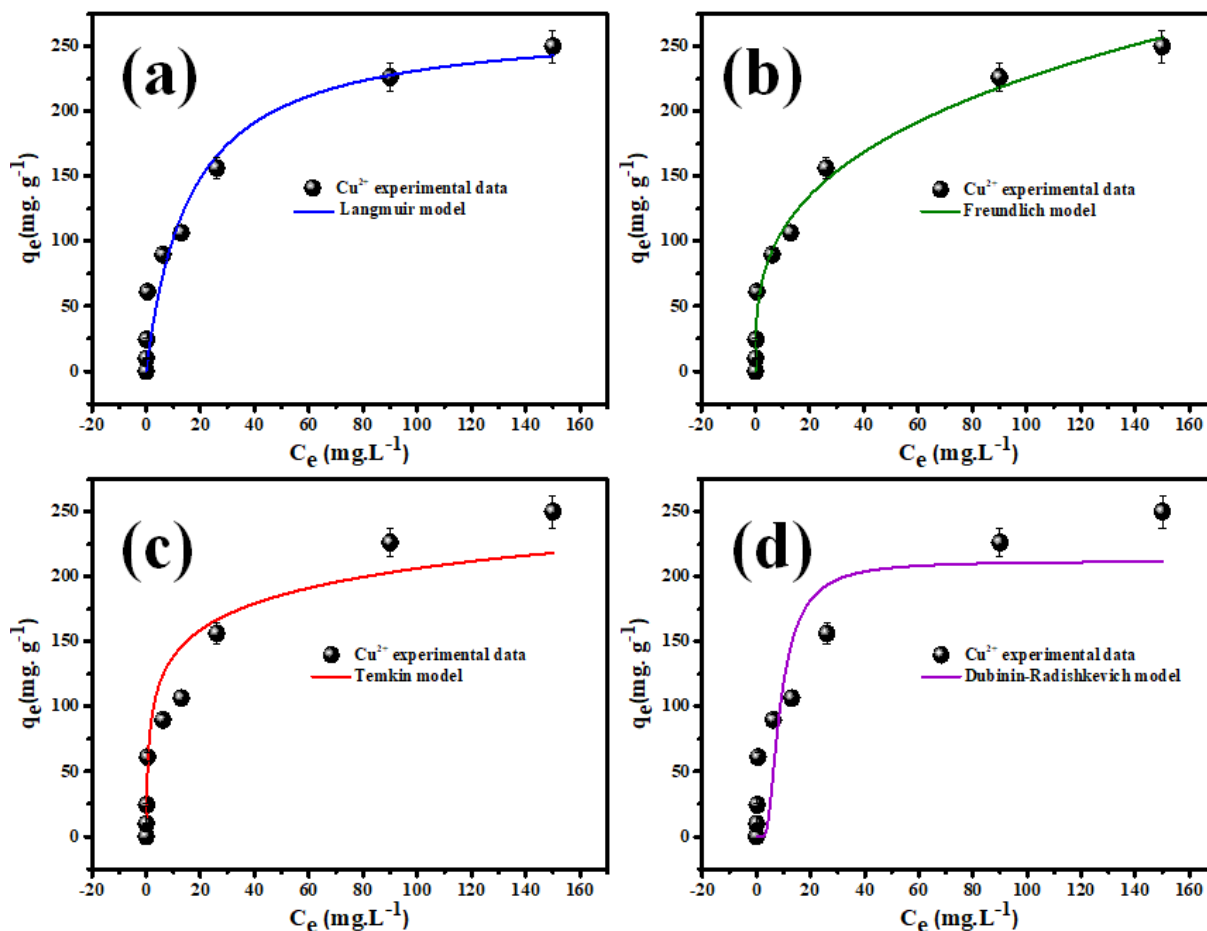 (a)
250
200
150
100
50
0
qe(mg. g⁻¹)
Cu²⁺ experimental data
Langmuir model
-20 0 20 40 60 80 100 120 140 160
Ce (mg.L⁻¹)
(b)
250
200
150
100
50
0
qe(mg. g⁻¹)
Cu²⁺ experimental data
Freundlich model
-20 0 20 40 60 80 100 120 140 160
Ce (mg.L⁻¹)
(c)
250
200
150
100
50
0
qe(mg. g⁻¹)
Cu²⁺ experimental data
Temkin model
-20 0 20 40 60 80 100 120 140 160
Ce (mg.L⁻¹)
(d)
250
200
150
100
50
0
qe(mg. g⁻¹)
Cu²⁺ experimental data
Dubinin-Radishkevich model
-20 0 20 40 60 80 100 120 140 160
Ce (mg.L⁻¹)